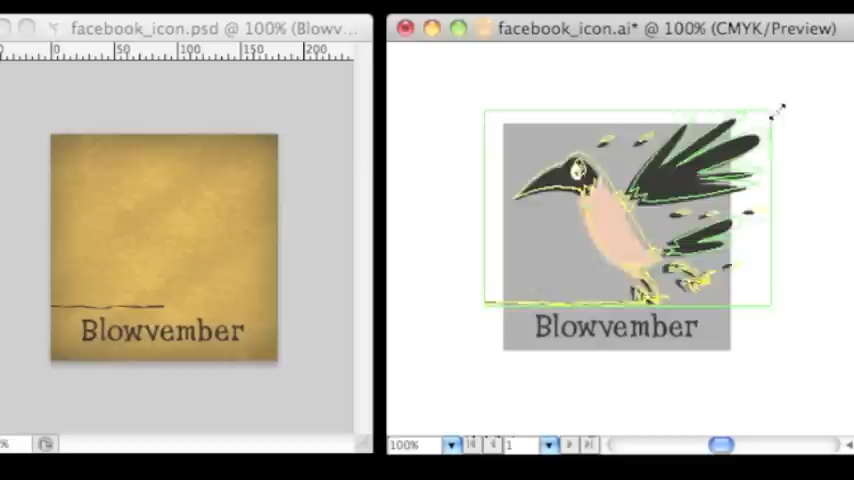 facebook_icon.psd @ 100% (Blowv...
0 50 100 150 200
Blowvember
%
facebook_icon.ai* @ 100% (CMYK/Preview)
Blowvember
100% 1